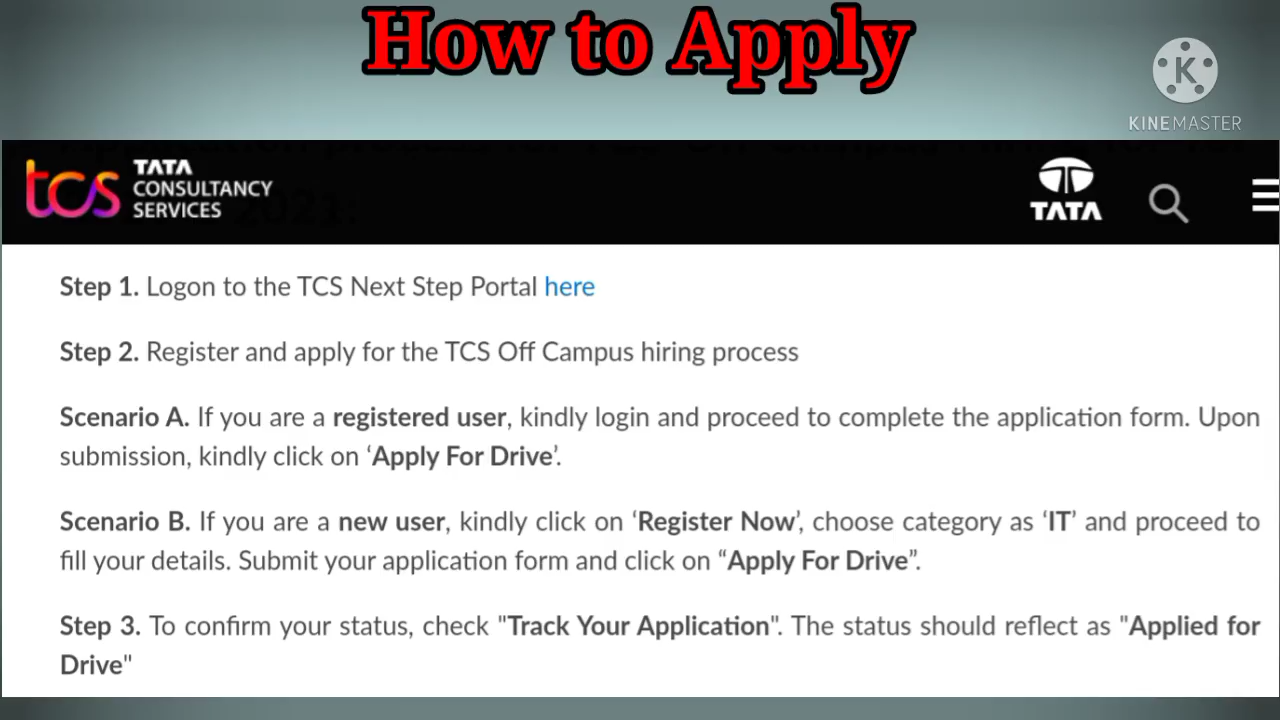 How to Apply
K
KINEMASTER
tcs TATA
CONSULTANCY
SERVICES
TATA
2021:
Step 1. Logon to the TCS Next Step Portal here
Step 2. Register and apply for the TCS Off Campus hiring process
Scenario A. If you are a registered user, kindly login and proceed to complete the application form. Upon
submission, kindly click on ‘Apply For Drive’.
Scenario B. If you are a new user, kindly click on ‘Register Now’, choose category as ‘IT’ and proceed to
fill your details. Submit your application form and click on “Apply For Drive”.
Step 3. To confirm your status, check "Track Your Application". The status should reflect as "Applied for
Drive"